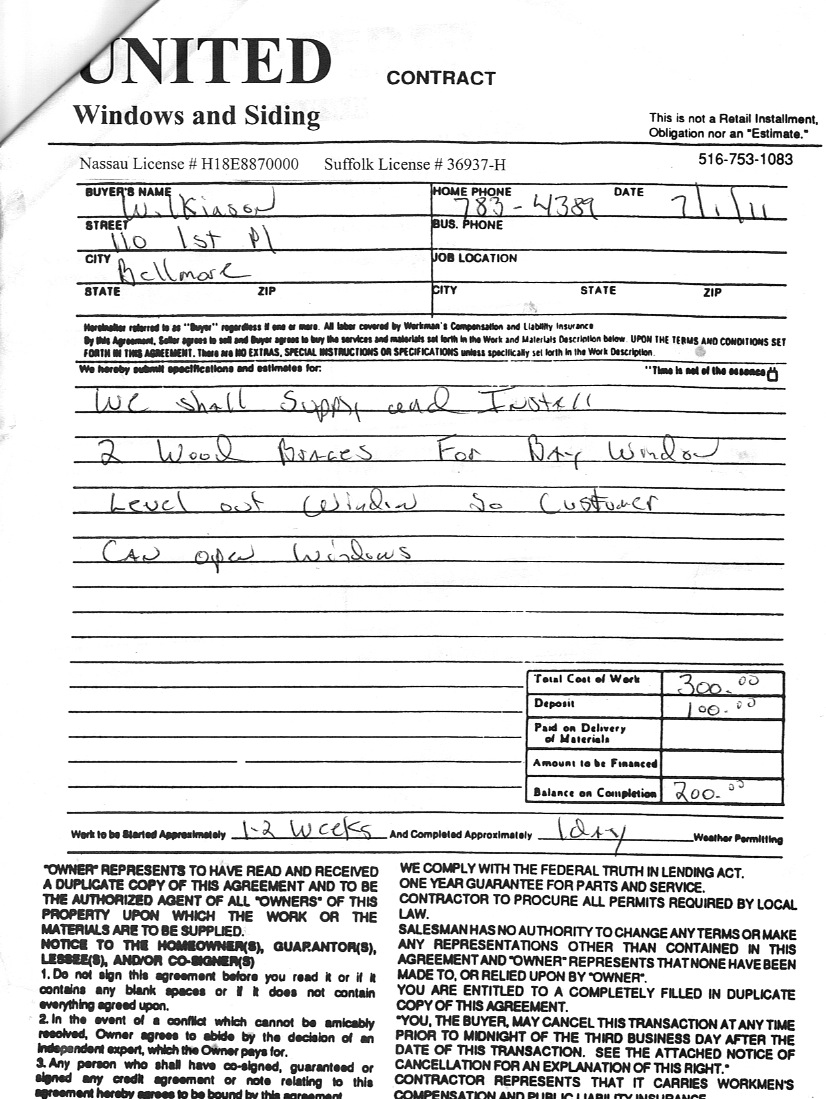 UNITED
CONTRACT
Windows and Siding
This is not a Retail Installment,
Obligation nor an "Estimate."
Nassau License # H18E8870000 Suffolk License # 36937-H 516-753-1083
BUYER'S NAME Wilkinson HOME PHONE 783-4389 DATE 7/1/11
STREET 110 1st Pl BUS. PHONE
CITY Bellmore JOB LOCATION
STATE ZIP CITY STATE ZIP
Hereinafter referred to as "Buyer" regardless if one or more. All labor covered by Workman's Compensation and Liability Insurance
By this Agreement, Seller agrees to sell and Buyer agrees to buy the services and materials set forth in the Work and Materials Description below. UPON THE TERMS AND CONDITIONS SET
FORTH IN THIS AGREEMENT. There are NO EXTRAS, SPECIAL INSTRUCTIONS OR SPECIFICATIONS unless specifically set forth in the Work Description.
We hereby submit specifications and estimates for: "Time is not of the essence
We shall Supply and Install
2 Wood Braces For Bay Window
Level out Window So Customer
Can open Windows
Total Cost of Work 300.00
Deposit 100.00
Paid on Delivery
of Materials
Amount to be Financed
Balance on Completion 200.00
Work to be Started Approximately 1-2 Weeks And Completed Approximately 1 day Weather Permitting
"OWNER" REPRESENTS TO HAVE READ AND RECEIVED
A DUPLICATE COPY OF THIS AGREEMENT AND TO BE
THE AUTHORIZED AGENT OF ALL "OWNERS" OF THIS
PROPERTY UPON WHICH THE WORK OR THE
MATERIALS ARE TO BE SUPPLIED.
NOTICE TO THE HOMEOWNER(S), GUARANTOR(S),
LESSEE(S), AND/OR CO-SIGNER(S)
1. Do not sign this agreement before you read it or if it
contains any blank spaces or if it does not contain
everything agreed upon.
2. In the event of a conflict which cannot be amicably
resolved, Owner agrees to abide by the decision of an
independent expert, which the Owner pays for.
3. Any person who shall have co-signed, guaranteed or
signed any credit agreement or note relating to this
agreement hereby agrees to be bound by this agreement
WE COMPLY WITH THE FEDERAL TRUTH IN LENDING ACT.
ONE YEAR GUARANTEE FOR PARTS AND SERVICE.
CONTRACTOR TO PROCURE ALL PERMITS REQUIRED BY LOCAL
LAW.
SALESMAN HAS NO AUTHORITY TO CHANGE ANY TERMS OR MAKE
ANY REPRESENTATIONS OTHER THAN CONTAINED IN THIS
AGREEMENT AND "OWNER" REPRESENTS THAT NONE HAVE BEEN
MADE TO, OR RELIED UPON BY "OWNER".
YOU ARE ENTITLED TO A COMPLETELY FILLED IN DUPLICATE
COPY OF THIS AGREEMENT.
"YOU, THE BUYER, MAY CANCEL THIS TRANSACTION AT ANY TIME
PRIOR TO MIDNIGHT OF THE THIRD BUSINESS DAY AFTER THE
DATE OF THIS TRANSACTION. SEE THE ATTACHED NOTICE OF
CANCELLATION FOR AN EXPLANATION OF THIS RIGHT."
CONTRACTOR REPRESENTS THAT IT CARRIES WORKMEN'S
COMPENSATION AND PUBLIC LIABILITY INSURANCE